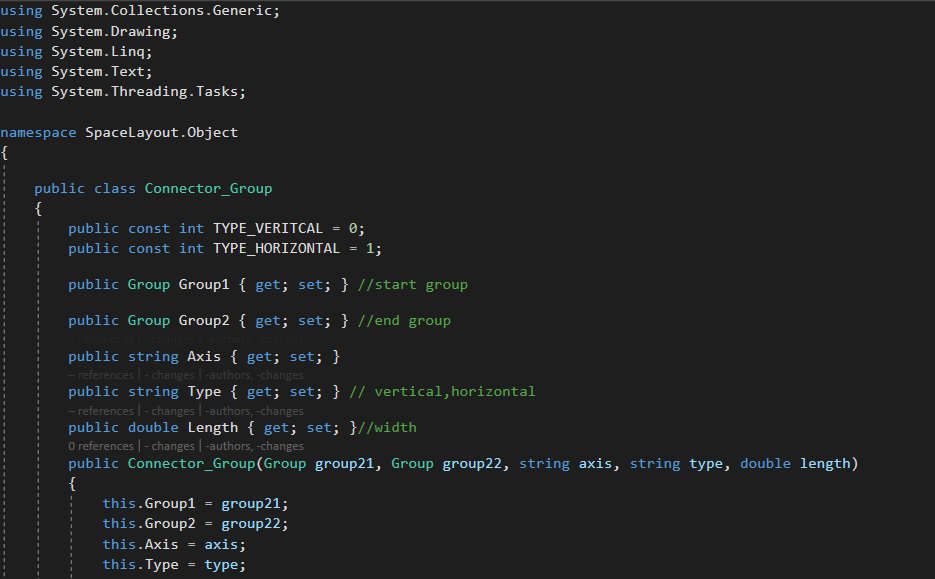 using System.Collections.Generic;
using System.Drawing;
using System.Linq;
using System.Text;
using System.Threading.Tasks;
namespace SpaceLayout.Object
{
public class Connector_Group
{
public const int TYPE_VERITCAL = 0;
public const int TYPE_HORIZONTAL = 1;
public Group Group1 { get; set; } //start group
public Group Group2 { get; set; } //end group
– references | - changes | -authors, -changes
public string Axis { get; set; }
– references | - changes | -authors, -changes
public string Type { get; set; } // vertical,horizontal
– references | - changes | -authors, -changes
public double Length { get; set; }//width
0 references | - changes | -authors, -changes
public Connector_Group(Group group21, Group group22, string axis, string type, double length)
{
this.Group1 = group21;
this.Group2 = group22;
this.Axis = axis;
this.Type = type;